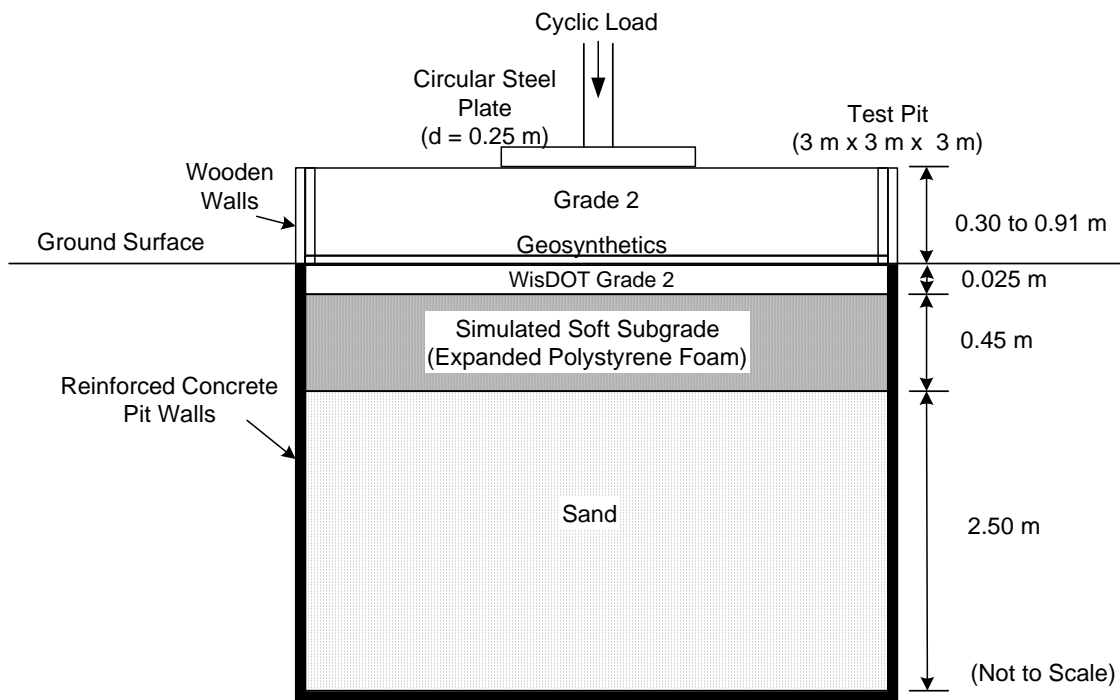 Cyclic Load
Circular Steel
Plate
(d = 0.25 m)
Test Pit
(3 m x 3 m x  3 m)
Wooden
Walls
Grade 2
0.30 to 0.91 m
Ground Surface
Geosynthetics
WisDOT Grade 2
0.025 m
Simulated Soft Subgrade
(Expanded Polystyrene Foam)
0.45 m
Reinforced Concrete
Pit Walls
Sand
2.50 m
(Not to Scale)